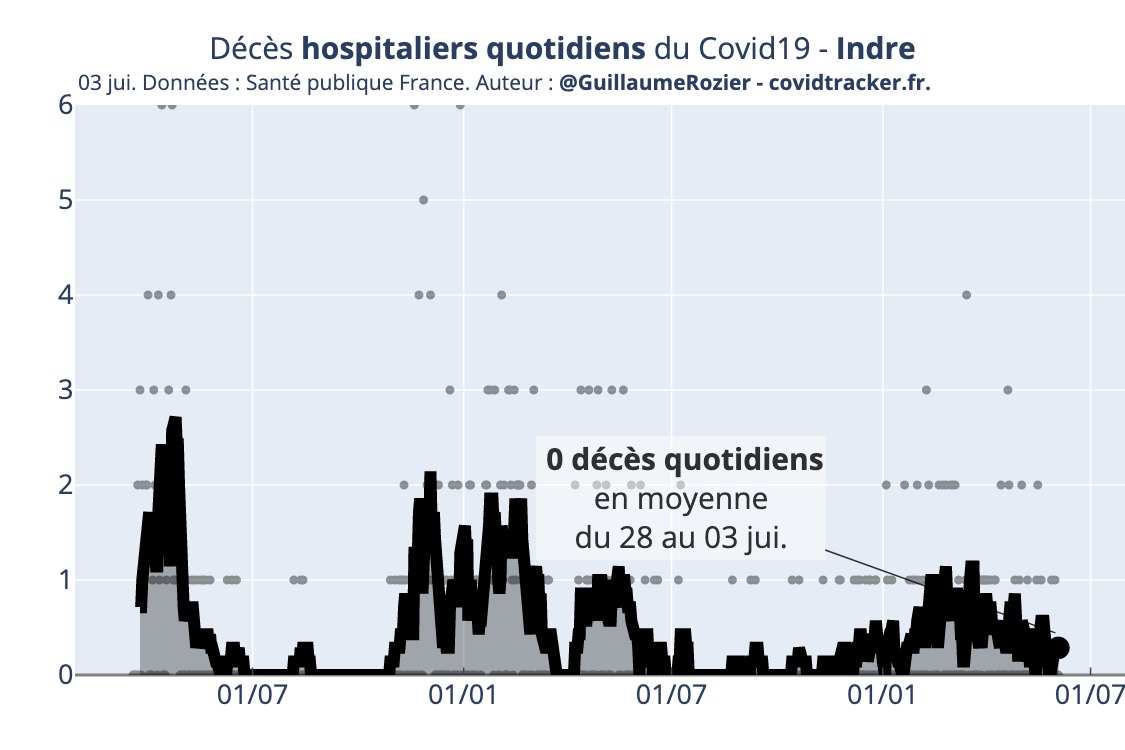 Décès hospitaliers quotidiens du Covid19 - Indre
03 jui. Données : Santé publique France. Auteur : @GuillaumeRozier - covidtracker.fr.
6
5
4
3
2
1
0
0 décès quotidiens
en moyenne
du 28 au 03 jui.
01/07 01/01 01/07 01/01 01/07